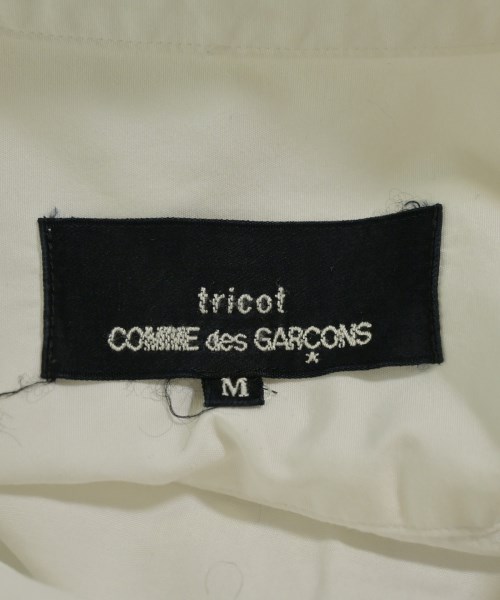 tricot
COMME des GARÇONS
*
M